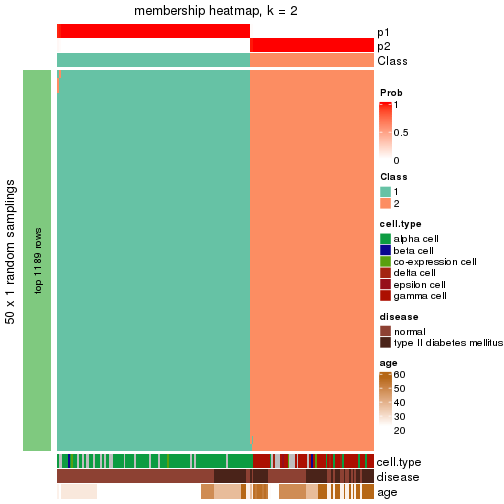 membership heatmap, k = 2
p1
p2
Class
50 x 1 random samplings
top 1189 rows
Prob
1
0.5
0
Class
1
2
cell.type
alpha cell
beta cell
co-expression cell
delta cell
epsilon cell
gamma cell
disease
normal
type II diabetes mellitus
age
60
50
40
30
20
cell.type
disease
age